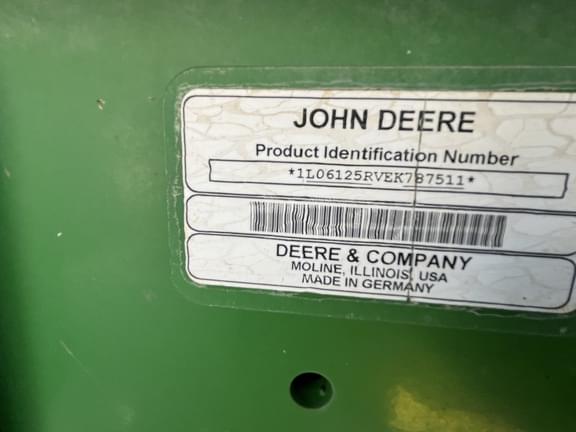 JOHN DEERE
Product Identification Number
*1L06125RVEK787511*
DEERE & COMPANY
MOLINE, ILLINOIS, USA
MADE IN GERMANY